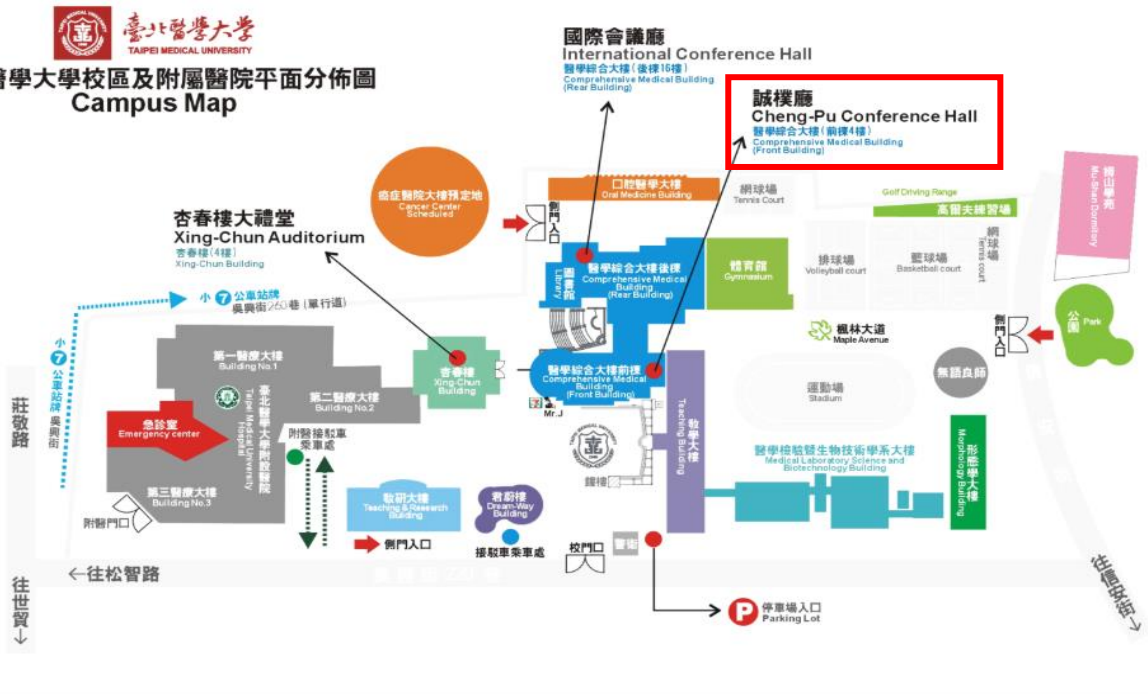 臺北醫學大學
TAIPEI MEDICAL UNIVERSITY
醫學大學校區及附屬醫院平面分佈圖
Campus Map
國際會議廳
International Conference Hall
醫學綜合大樓(後棟16樓)
Comprehensive Medical Building
(Rear Building)
誠樸廳
Cheng-Pu Conference Hall
醫學綜合大樓(前棟4樓)
Comprehensive Medical Building
(Front Building)
杏春樓大禮堂
Xing-Chun Auditorium
杏春樓(4樓)
Xing-Chun Building
癌症醫院大樓預定地
Cancer Center
Scheduled
側門入口
口腔醫學大樓
Oral Medicine Building
網球場
Tennis Court
Golf Driving Range
高爾夫練習場
拇山學苑
Mu-Shan Dormitory
圖書館
Library
醫學綜合大樓後棟
Comprehensive Medical
Building
(Rear Building)
體育館
Gymnasium
排球場
Volleyball court
籃球場
Basketball court
網球場
Tennis court
小7公車站牌
吳興街260巷(單行道)
小7公車站牌 吳興街
楓林大道
Maple Avenue
側門入口
公園
Park
第一醫療大樓
Building No.1
臺北醫學大學附設醫院
Taipei Medical University
Hospital
第二醫療大樓
Building No.2
杏春樓
Xing-Chun
Building
醫學綜合大樓前棟
Comprehensive Medical
Building
(Front Building)
Mr.J
無語良師
運動場
Stadium
莊敬路
急診室
Emergency center
附醫接駁車
乘車處
教學大樓
Teaching Building
鐘樓
醫學檢驗暨生物技術學系大樓
Medical Laboratory Science and
Biotechnology Building
形態學大樓
Morphology Building
第三醫療大樓
Building No.3
附醫門口
教研大樓
Teaching & Research
Building
君蔚樓
Dream-Way
Building
側門入口
接駁車乘車處
校門口
警衛
←往松智路
往世貿→
往信安街→
P
停車場入口
Parking Lot